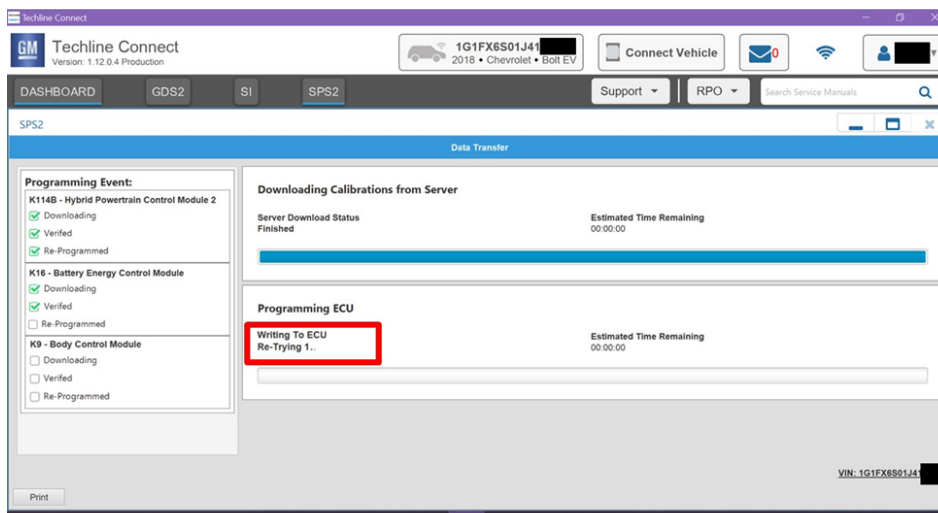 Techline Connect
GM
Techline Connect
Version: 1.12.0.4 Production
1G1FX6S01J41
2018 • Chevrolet • Bolt EV
Connect Vehicle
0
DASHBOARD
GDS2
SI
SPS2
Support
RPO
Search Service Manuals
SPS2
Data Transfer
Programming Event:
K114B - Hybrid Powertrain Control Module 2
Downloading
Verifed
Re-Programmed
K16 - Battery Energy Control Module
Downloading
Verifed
Re-Programmed
K9 - Body Control Module
Downloading
Verifed
Re-Programmed
Downloading Calibrations from Server
Server Download Status
Finished
Estimated Time Remaining
00:00:00
Programming ECU
Writing To ECU
Re-Trying 1..
Estimated Time Remaining
00:00:00
VIN: 1G1FX6S01J41
Print